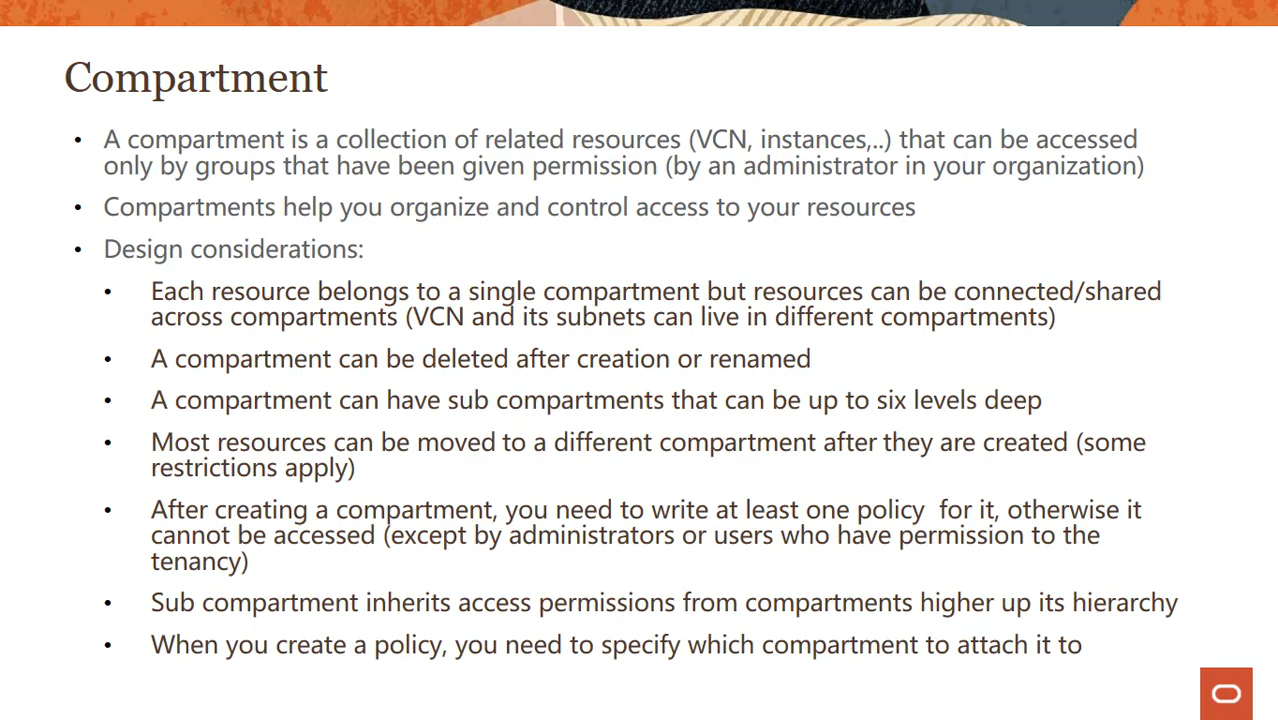 Compartment
• A compartment is a collection of related resources (VCN, instances,..) that can be accessed
only by groups that have been given permission (by an administrator in your organization)
• Compartments help you organize and control access to your resources
• Design considerations:
• Each resource belongs to a single compartment but resources can be connected/shared
across compartments (VCN and its subnets can live in different compartments)
• A compartment can be deleted after creation or renamed
• A compartment can have sub compartments that can be up to six levels deep
• Most resources can be moved to a different compartment after they are created (some
restrictions apply)
• After creating a compartment, you need to write at least one policy  for it, otherwise it
cannot be accessed (except by administrators or users who have permission to the
tenancy)
• Sub compartment inherits access permissions from compartments higher up its hierarchy
• When you create a policy, you need to specify which compartment to attach it to